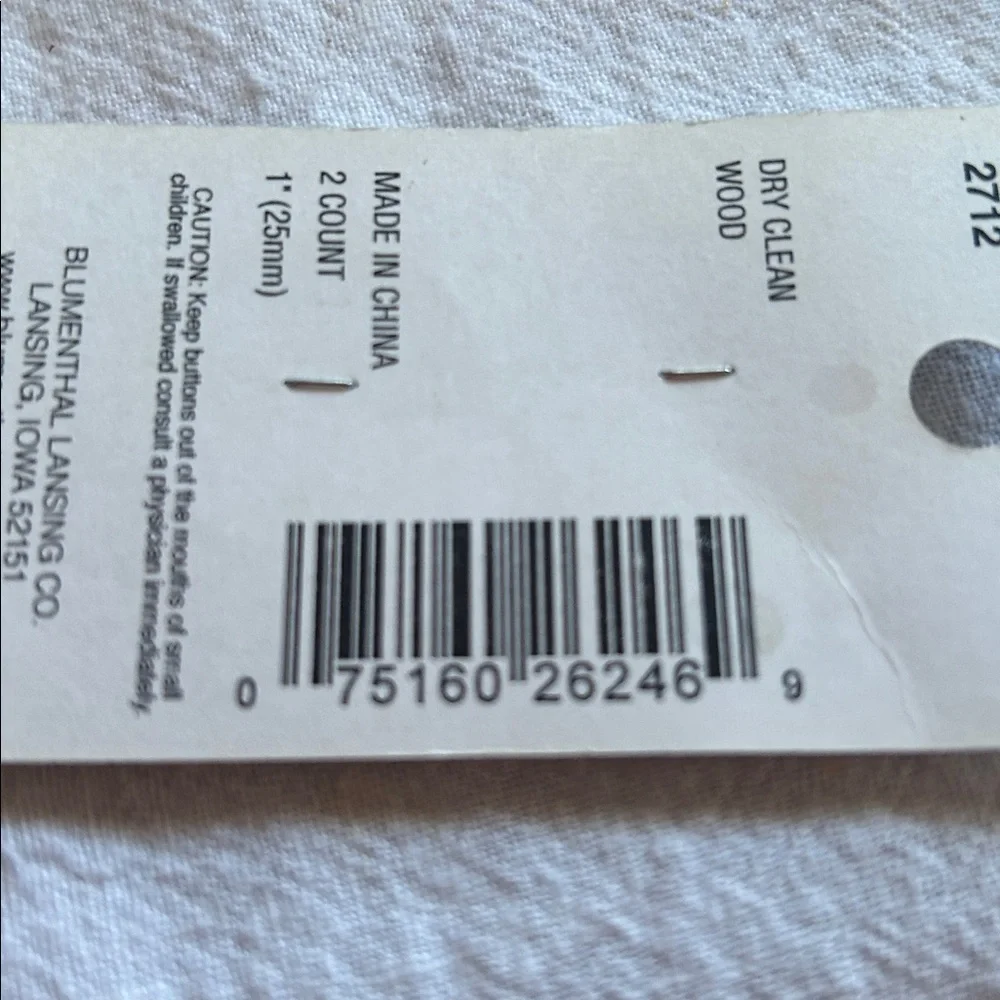 2712
DRY CLEAN
WOOD
MADE IN CHINA
2 COUNT
1" (25mm)
CAUTION: Keep buttons out of the mouths of small
children. If swallowed consult a physician immediately.
BLUMENTHAL LANSING CO.
LANSING, IOWA 52151
0 75160 26246 9